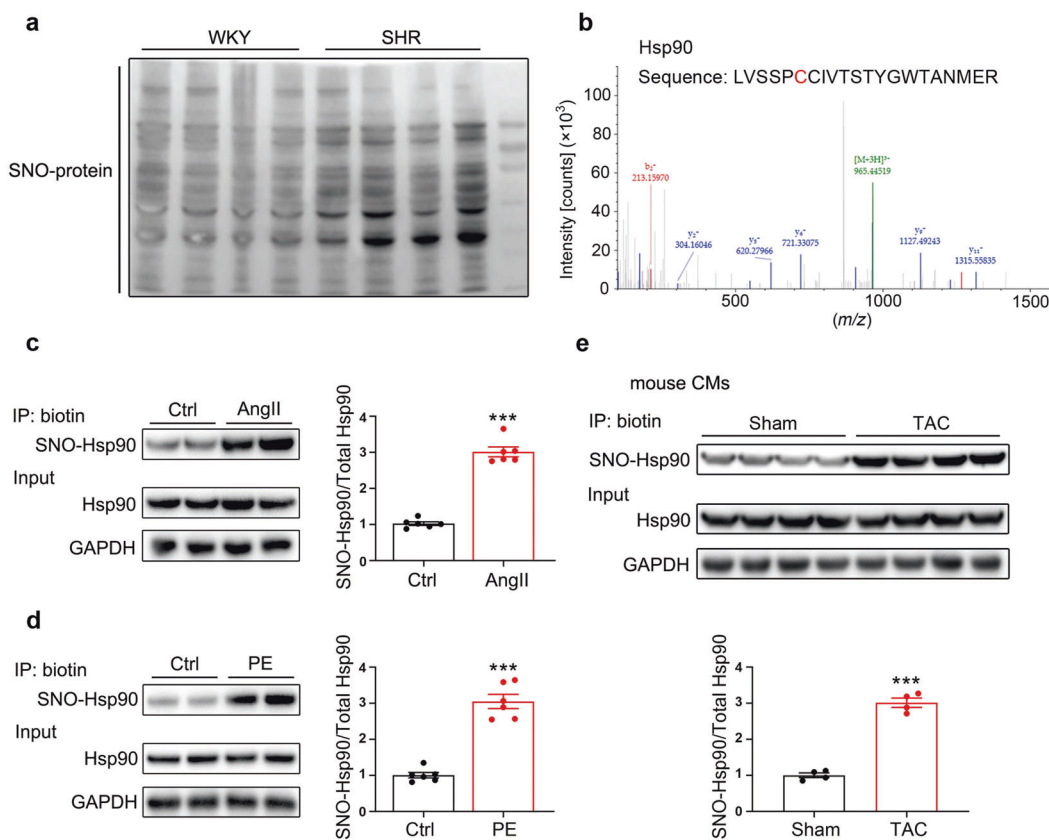 a
WKY SHR
SNO-protein
b
Hsp90
Sequence: LVSSPCCIVTSTYGWTANMER
Intensity [counets] (×10³)
100
80
60
40
20
0
b₂⁺
213.15970
y₂⁺
304.16046
y₅⁺
620.27966
y₆⁺
721.33075
[M+3H]³⁺
965.44519
y₉⁺
1127.49243
y₁₁⁺
1315.55835
500 1000 1500
(m/z)
c
IP: biotin
Ctrl AngII
SNO-Hsp90
Input
Hsp90
GAPDH
SNO-Hsp90/Total Hsp90
4
3
2
1
0
***
Ctrl AngII
d
IP: biotin
Ctrl PE
SNO-Hsp90
Input
Hsp90
GAPDH
SNO-Hsp90/Total Hsp90
4
3
2
1
0
***
Ctrl PE
e
mouse CMs
IP: biotin
Sham TAC
SNO-Hsp90
Input
Hsp90
GAPDH
SNO-Hsp90/Total Hsp90
4
3
2
1
0
***
Sham TAC